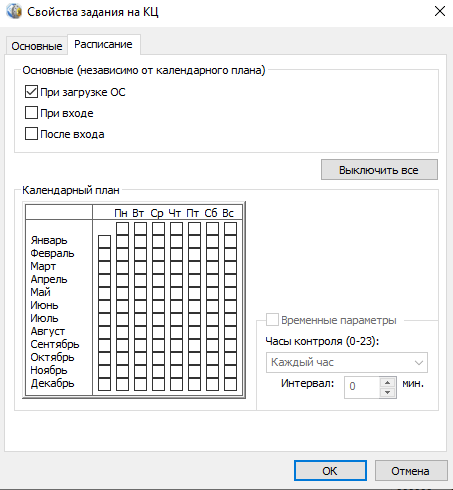 Свойства задания на КЦ
Основные
Расписание
Основные (независимо от календарного плана)
При загрузке ОС
При входе
После входа
Выключить все
Календарный план
Пн Вт Ср Чт Пт Сб Вс
Январь
Февраль
Март
Апрель
Май
Июнь
Июль
Август
Сентябрь
Октябрь
Ноябрь
Декабрь
Временные параметры
Часы контроля (0-23):
Каждый час
Интервал: 0 мин.
ОК
Отмена